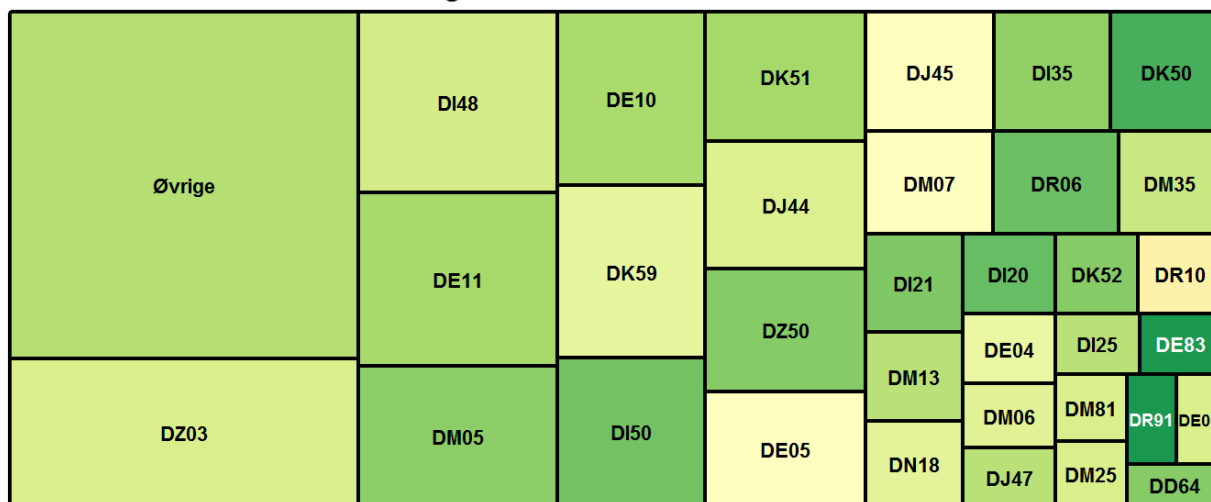 Øvrige
DZ03
DI48
DE11
DM05
DE10
DK59
DI50
DK51
DJ44
DZ50
DE05
DJ45
DI35
DK50
DM07
DR06
DM35
DI21
DI20
DK52
DR10
DM13
DE04
DI25
DE83
DN18
DM06
DM81
DR91
DE0
DJ47
DM25
DD64